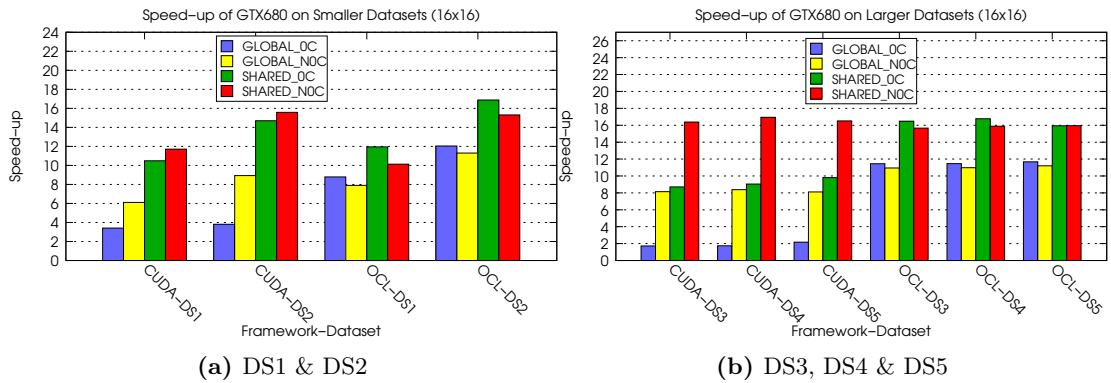 Speed-up of GTX680 on Smaller Datasets (16x16)
24
22
20
18
16
14
12
10
8
6
4
2
0
Speed-up
GLOBAL_0C
GLOBAL_N0C
SHARED_0C
SHARED_N0C
CUDA-DS1
CUDA-DS2
OCL-DS1
OCL-DS2
Framework-Dataset
(a) DS1 & DS2
Speed-up of GTX680 on Larger Datasets (16x16)
26
24
22
20
18
16
14
12
10
8
6
4
2
0
Speed-up
GLOBAL_0C
GLOBAL_N0C
SHARED_0C
SHARED_N0C
CUDA-DS3
CUDA-DS4
CUDA-DS5
OCL-DS3
OCL-DS4
OCL-DS5
Framework-Dataset
(b) DS3, DS4 & DS5